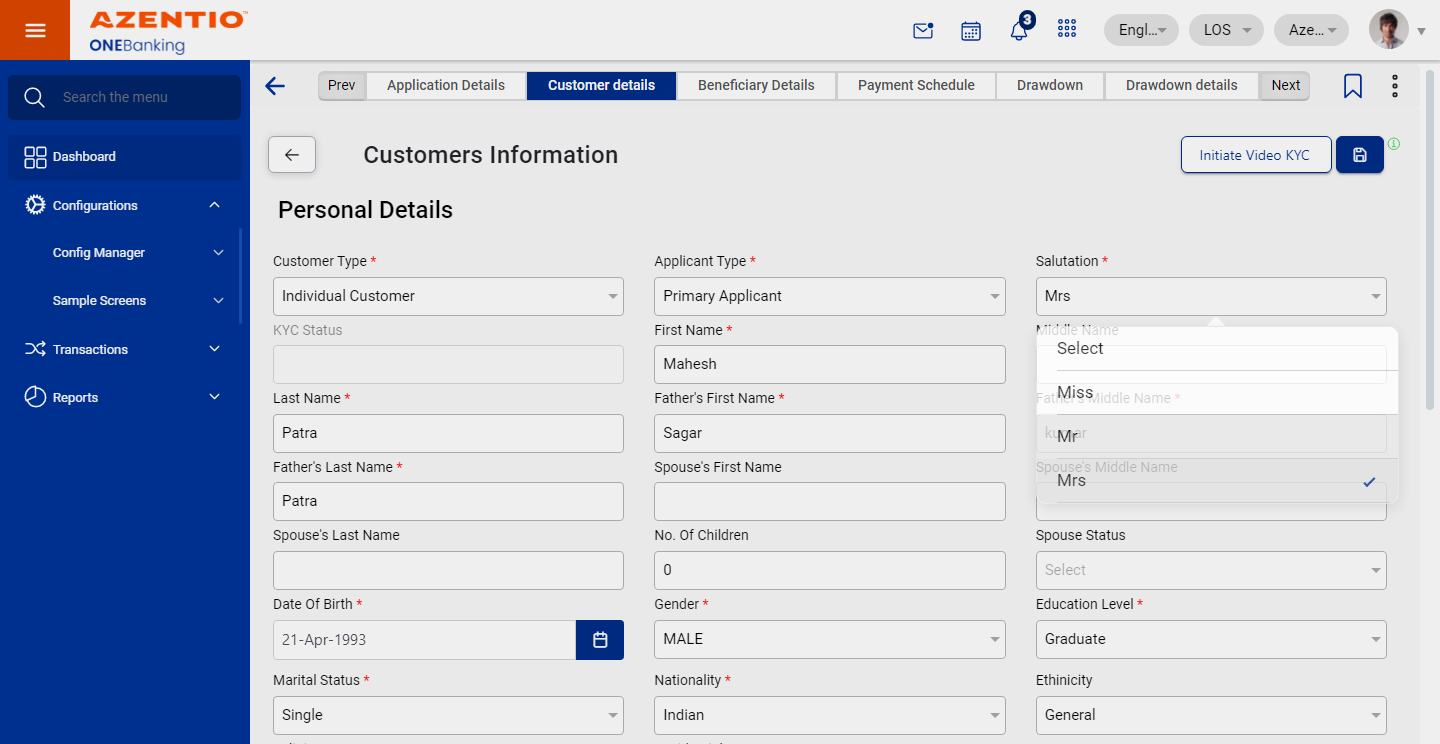 AZENTIO™
ONEBanking
3
Engl...
LOS
Aze...
Search the menu
Dashboard
Configurations
Config Manager
Sample Screens
Transactions
Reports
Prev
Application Details
Customer details
Beneficiary Details
Payment Schedule
Drawdown
Drawdown details
Next
Customers Information
Initiate Video KYC
Personal Details
Customer Type *
Applicant Type *
Salutation *
Individual Customer
Primary Applicant
Mrs
KYC Status
First Name *
Middle Name
Select
Mahesh
Miss
Last Name *
Father's First Name *
Father's Middle Name *
Patra
Sagar
kumar
Mr
Father's Last Name *
Spouse's First Name
Spouse's Middle Name
Mrs
Patra
Spouse's Last Name
No. Of Children
Spouse Status
0
Select
Date Of Birth *
Gender *
Education Level *
21-Apr-1993
MALE
Graduate
Marital Status *
Nationality *
Ethinicity
Single
Indian
General